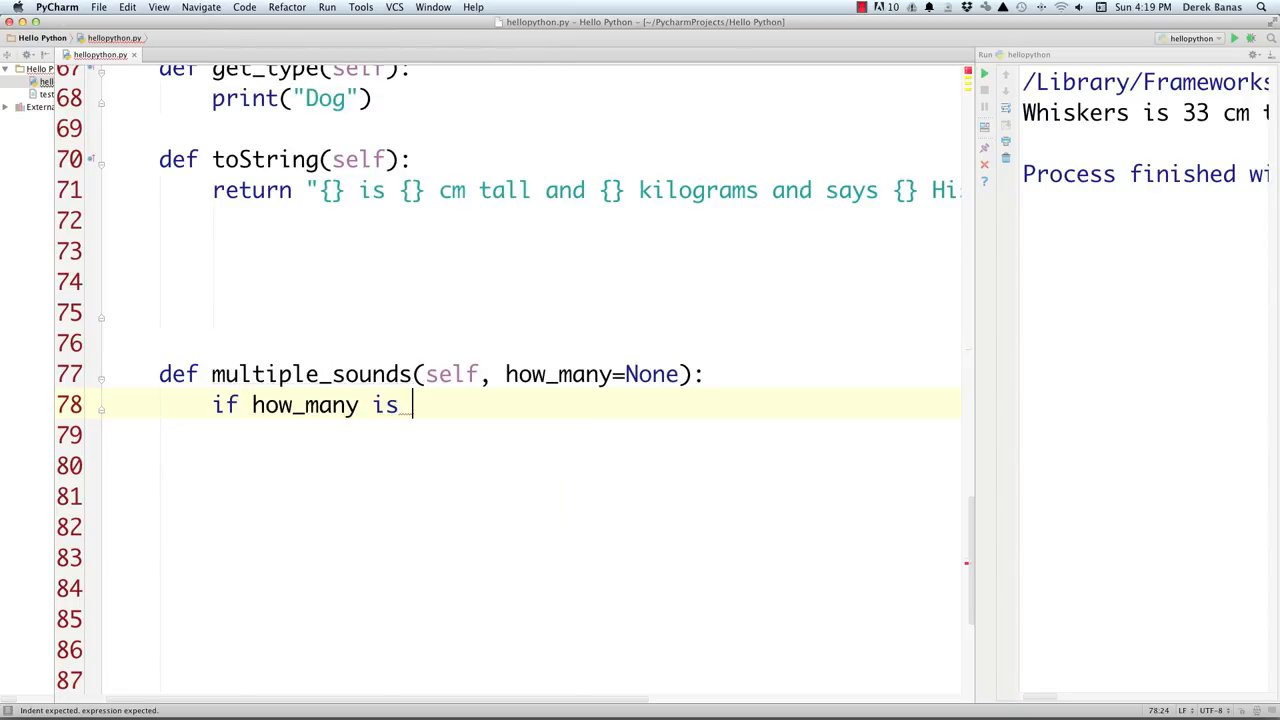 PyCharm File Edit View Navigate Code Refactor Run Tools VCS Window Help 10 Sun 4:19 PM Derek Banas
hellopython.py - Hello Python - [~/PycharmProjects/Hello Python]
Hello Python hellopython.py hellopython
hellopython.py Run hellopython
Hello P
hell
test
Externa
67 def get_type(self):
68 print("Dog")
69
70 def toString(self):
71 return "{} is {} cm tall and {} kilograms and says {} Hi
72
73
74
75
76
77 def multiple_sounds(self, how_many=None):
78 if how_many is
79
80
81
82
83
84
85
86
87
/Library/Frameworks
Whiskers is 33 cm t
Process finished wi
Indent expected. expression expected. 78:24 LF UTF-8